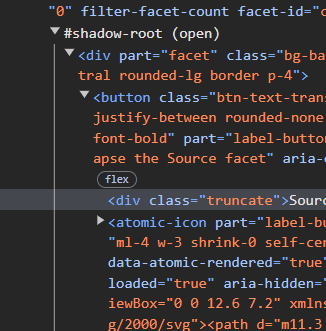 "0" filter-facet-count facet-id="c
#shadow-root (open)
<div part="facet" class="bg-ba
tral rounded-lg border p-4">
<button class="btn-text-trans
justify-between rounded-none
font-bold" part="label-button
apse the Source facet" aria-
flex
<div class="truncate">Sourc
<atomic-icon part="label-bu
"ml-4 w-3 shrink-0 self-cen
data-atomic-rendered="true"
loaded="true" aria-hidden="
iewBox="0 0 12.6 7.2" xmlns
g/2000/svg"><path d="m11.3